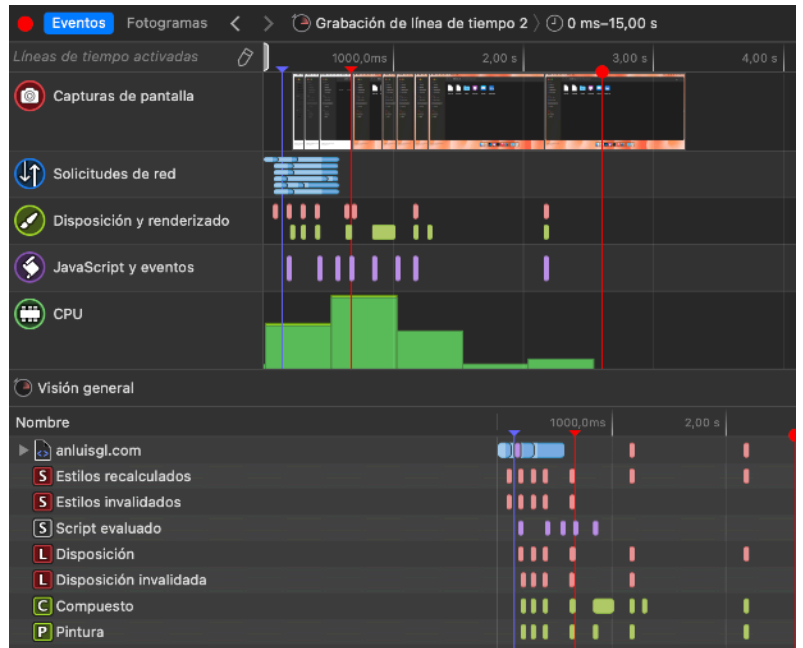 Eventos Fotogramas Grabación de línea de tiempo 2 〉 0 ms–15,00 s
Líneas de tiempo activadas 1000,0ms 2,00 s 3,00 s 4,00 s
Capturas de pantalla
Solicitudes de red
Disposición y renderizado
JavaScript y eventos
CPU
Visión general
Nombre 1000,0ms 2,00 s
anluisgl.com
S Estilos recalculados
S Estilos invalidados
S Script evaluado
L Disposición
L Disposición invalidada
C Compuesto
P Pintura